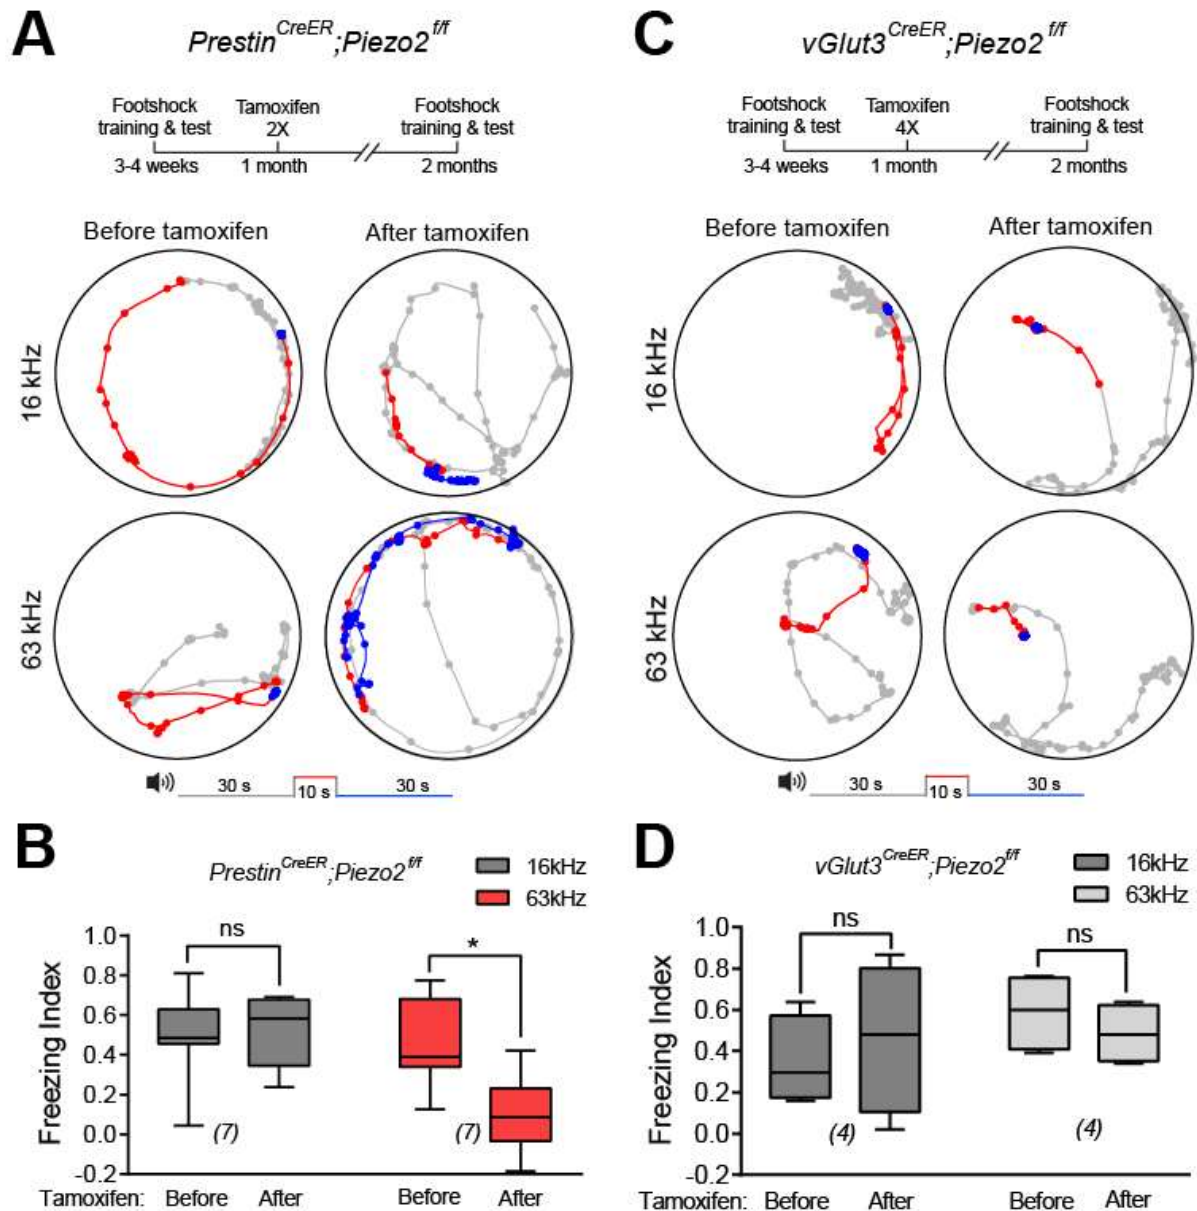 A
Prestin^CreER;Piezo2^f/f
Footshock
training & test
Tamoxifen
2X
Footshock
training & test
3-4 weeks
1 month
2 months
Before tamoxifen
After tamoxifen
16 kHz
63 kHz
30 s
10 s
30 s
C
vGlut3^CreER;Piezo2^f/f
Footshock
training & test
Tamoxifen
4X
Footshock
training & test
3-4 weeks
1 month
2 months
Before tamoxifen
After tamoxifen
16 kHz
63 kHz
30 s
10 s
30 s
B
Prestin^CreER;Piezo2^f/f
16kHz
63kHz
Freezing Index
1.0
0.8
0.6
0.4
0.2
0.0
-0.2
ns
*
(7)
(7)
Tamoxifen: Before After Before After
D
vGlut3^CreER;Piezo2^f/f
16kHz
63kHz
Freezing Index
1.0
0.8
0.6
0.4
0.2
0.0
-0.2
ns
ns
(4)
(4)
Tamoxifen: Before After Before After